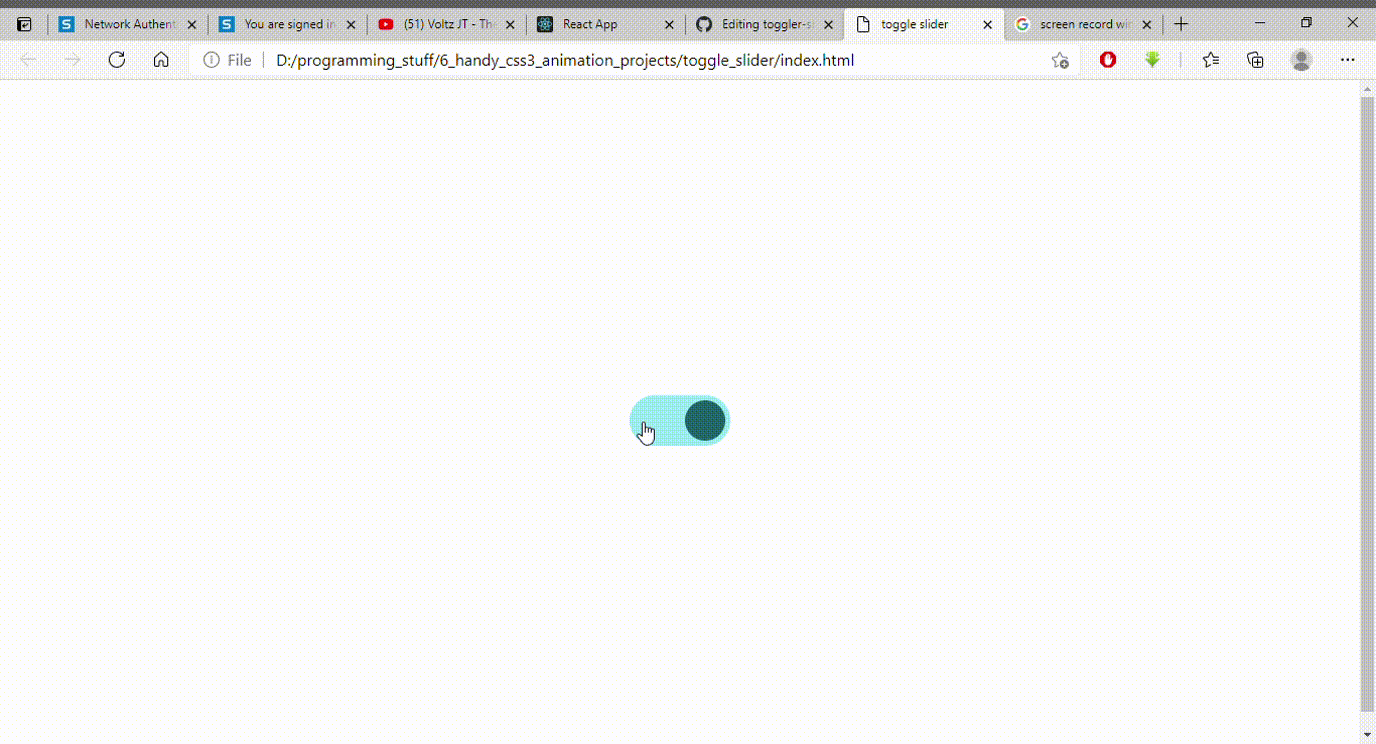 Network Authent
You are signed in
(51) Voltz JT - The
React App
Editing toggler-s
toggle slider
screen record win
File
D:/programming_stuff/6_handy_css3_animation_projects/toggle_slider/index.html